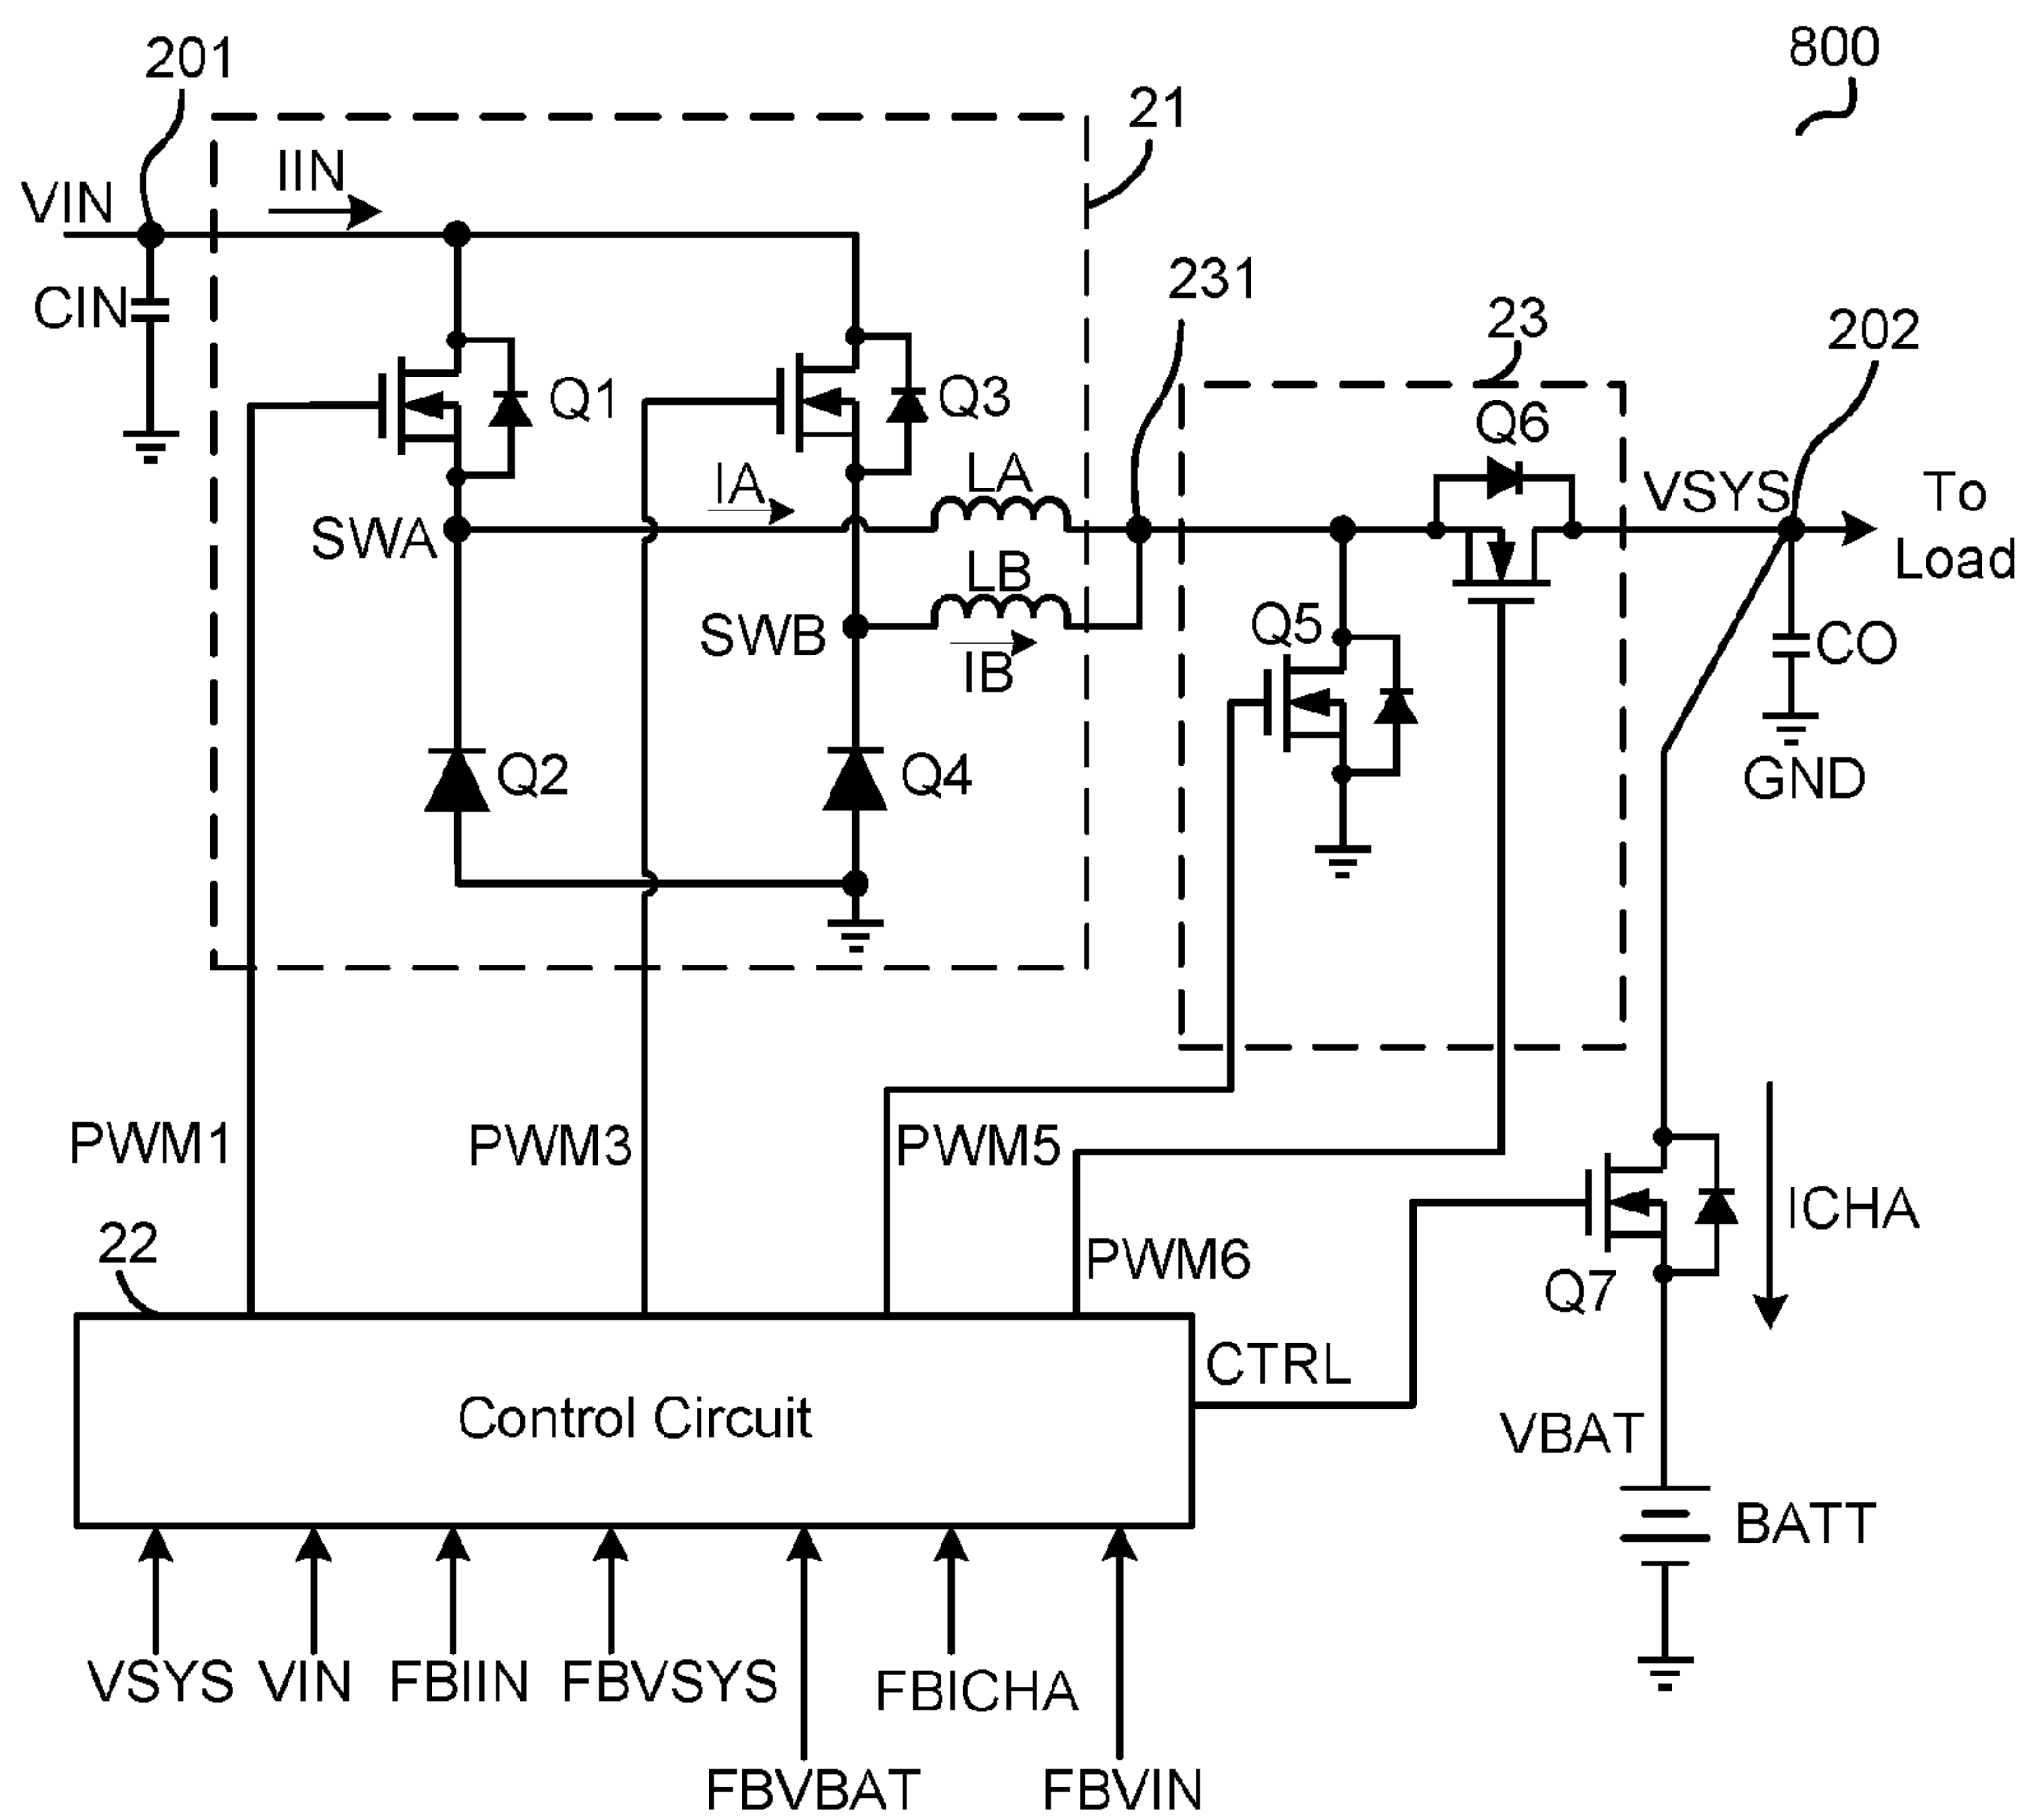 800
201
21
IIN
VIN
231
CIN
23
202
Q1
Q3
Q6
IA
LA
VSYS
To
Load
SWA
LB
SWB
Q5
IB
CO
Q2
Q4
GND
PWM1
PWM3
PWM5
ICHA
22
PWM6
Q7
CTRL
Control Circuit
VBAT
BATT
VSYS
VIN
FBIIN
FBVSYS
FBICHA
FBVBAT
FBVIN